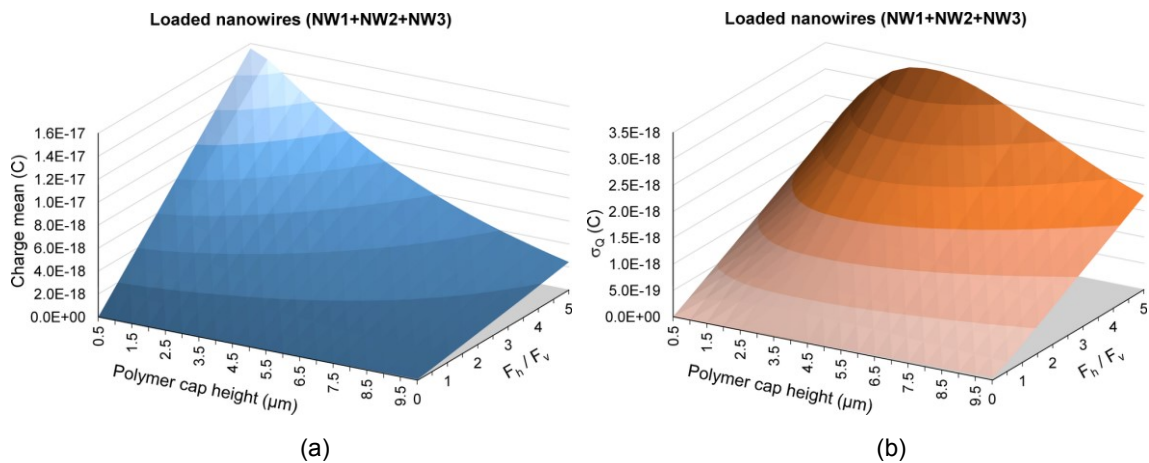 Loaded nanowires (NW1+NW2+NW3)
Charge mean (C)
1.6E-17
1.4E-17
1.2E-17
1.0E-17
8.0E-18
6.0E-18
4.0E-18
2.0E-18
0.0E+00
0.5
1.5
2.5
3.5
4.5
5.5
6.5
7.5
8.5
9.5
Polymer cap height (µm)
0
1
2
3
4
5
Fh / Fv
(a)
Loaded nanowires (NW1+NW2+NW3)
σQ (C)
3.5E-18
3.0E-18
2.5E-18
2.0E-18
1.5E-18
1.0E-18
5.0E-19
0.0E+00
0.5
1.5
2.5
3.5
4.5
5.5
6.5
7.5
8.5
9.5
Polymer cap height (µm)
0
1
2
3
4
5
Fh / Fv
(b)